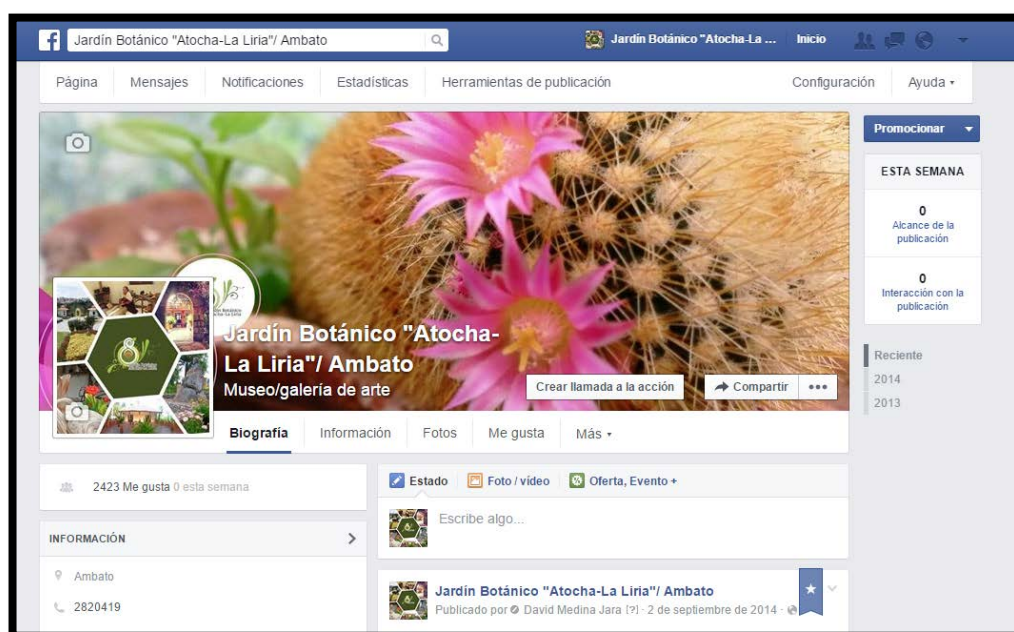 Jardín Botánico "Atocha-La Liria"/ Ambato
Jardín Botánico "Atocha-La ... Inicio
Página Mensajes Notificaciones Estadísticas Herramientas de publicación Configuración Ayuda
Promocionar
ESTA SEMANA
0
Alcance de la
publicación
0
Interacción con la
publicación
Reciente
2014
2013
Jardín Botánico "Atocha-
La Liria"/ Ambato
Museo/galería de arte
Crear llamada a la acción Compartir
Biografía Información Fotos Me gusta Más
2423 Me gusta 0 esta semana
Estado Foto / vídeo Oferta, Evento +
Escribe algo...
INFORMACIÓN
Ambato
2820419
Jardín Botánico "Atocha-La Liria"/ Ambato
Publicado por David Medina Jara [?] · 2 de septiembre de 2014 ·